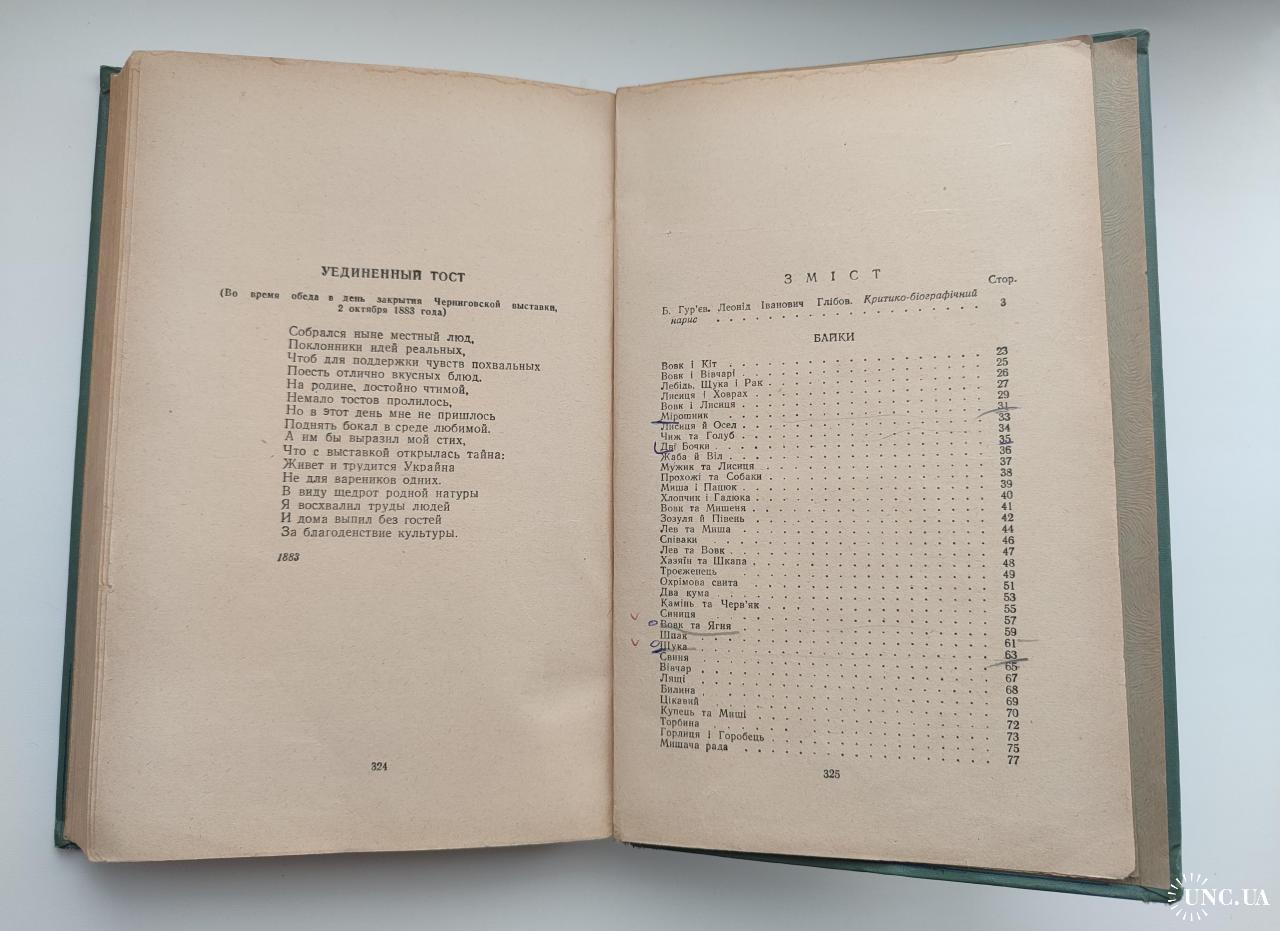 УЕДИНЕННЫЙ ТОСТ
(Во время обеда в день закрытия Черниговской выставки,
2 октября 1883 года)
Собрался ныне местный люд,
Поклонники идей реальных,
Чтоб для поддержки чувств похвальных
Поесть отлично вкусных блюд.
На родине, достойно чтимой,
Немало тостов пролилось,
Но в этот день мне не пришлось
Поднять бокал в среде любимой.
А им бы выразил мой стих,
Что с выставкой открылась тайна:
Живет и трудится Украйна
Не для вареников одних.
В виду щедрот родной натуры
Я восхвалил труды людей
И дома выпил без гостей
За благоденствие культуры.
1883
324
ЗМІСТ
Стор.
Б. Гур'єв. Леонід Іванович Глібов. Критико-біографічний
нарис . . . 3
БАЙКИ
Вовк і Кіт . . . 23
Вовк і Вівчарі . . . 25
Лебідь, Щука і Рак . . . 26
Лисиця і Ховрах . . . 27
Вовк і Лисиця . . . 29
Мірошник . . . 31
Лисиця й Осел . . . 33
Чиж та Голуб . . . 34
Дві Бочки . . . 35
Жаба й Віл . . . 36
Мужик та Лисиця . . . 37
Прохожі та Собаки . . . 38
Миша і Пацюк . . . 39
Хлопчик і Гадюка . . . 40
Вовк та Мишеня . . . 41
Зозуля й Півень . . . 42
Лев та Миша . . . 44
Співаки . . . 46
Лев та Вовк . . . 47
Хазяїн та Шкапа . . . 48
Троєженець . . . 49
Охрімова свита . . . 51
Два кума . . . 53
Камінь та Черв'як . . . 55
Синиця . . . 57
Вовк та Ягня . . . 59
Шпак . . . 61
Щука . . . 63
Свиня . . . 65
Вівчар . . . 67
Лящі . . . 68
Билина . . . 69
Цікавий . . . 70
Купець та Миші . . . 72
Торбина . . . 73
Горлиця і Горобець . . . 75
Мишача рада . . . 77
325
UNC.UA